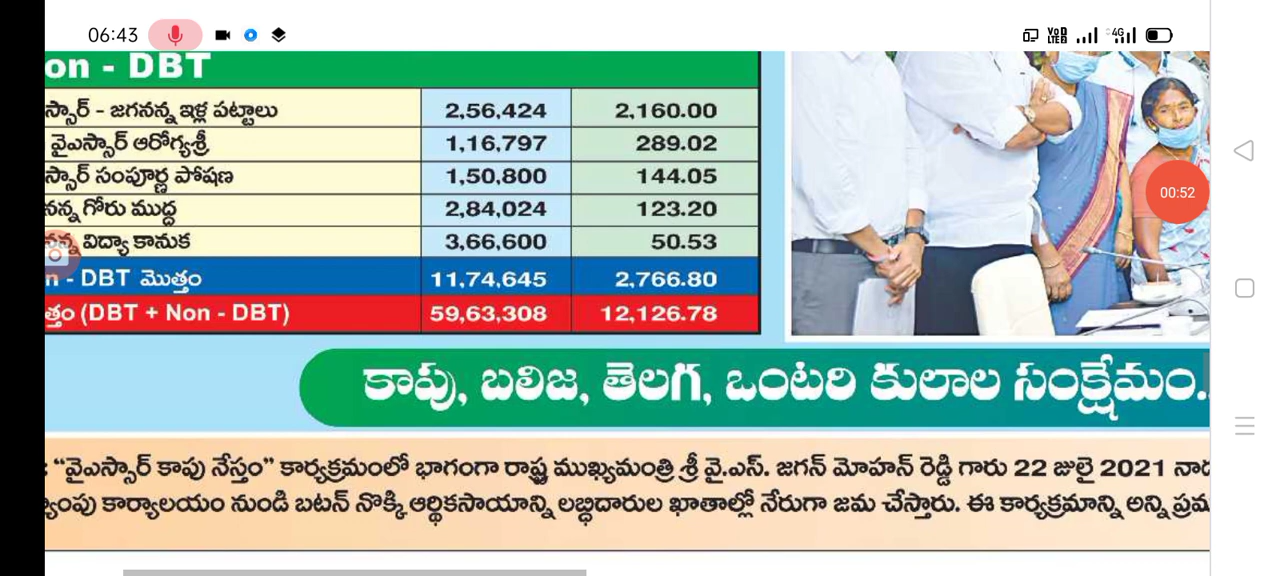 06:43
VoD LTEB 4G
on - DBT
స్సార్ - జగనన్న ఇళ్ల పట్టాలు 2,56,424 2,160.00
వైఎస్సార్ ఆరోగ్యశ్రీ 1,16,797 289.02
స్సార్ సంపూర్ణ పోషణ 1,50,800 144.05
నన్న గోరు ముద్ద 2,84,024 123.20
విద్యా కానుక 3,66,600 50.53
n - DBT మొత్తం 11,74,645 2,766.80
త్తం (DBT + Non - DBT) 59,63,308 12,126.78
00:52
కాపు, బలిజ, తెలగ, ఒంటరి కులాల సంక్షేమం..
: “వైఎస్సార్ కాపు నేస్తం” కార్యక్రమంలో భాగంగా రాష్ట్ర ముఖ్యమంత్రి శ్రీ వై.ఎస్. జగన్ మోహన్ రెడ్డి గారు 22 జులై 2021 నాడ
్యాంపు కార్యాలయం నుండి బటన్ నొక్కి ఆర్థికసాయాన్ని లబ్ధిదారుల ఖాతాల్లో నేరుగా జమ చేస్తారు. ఈ కార్యక్రమాన్ని అన్ని ప్రమ